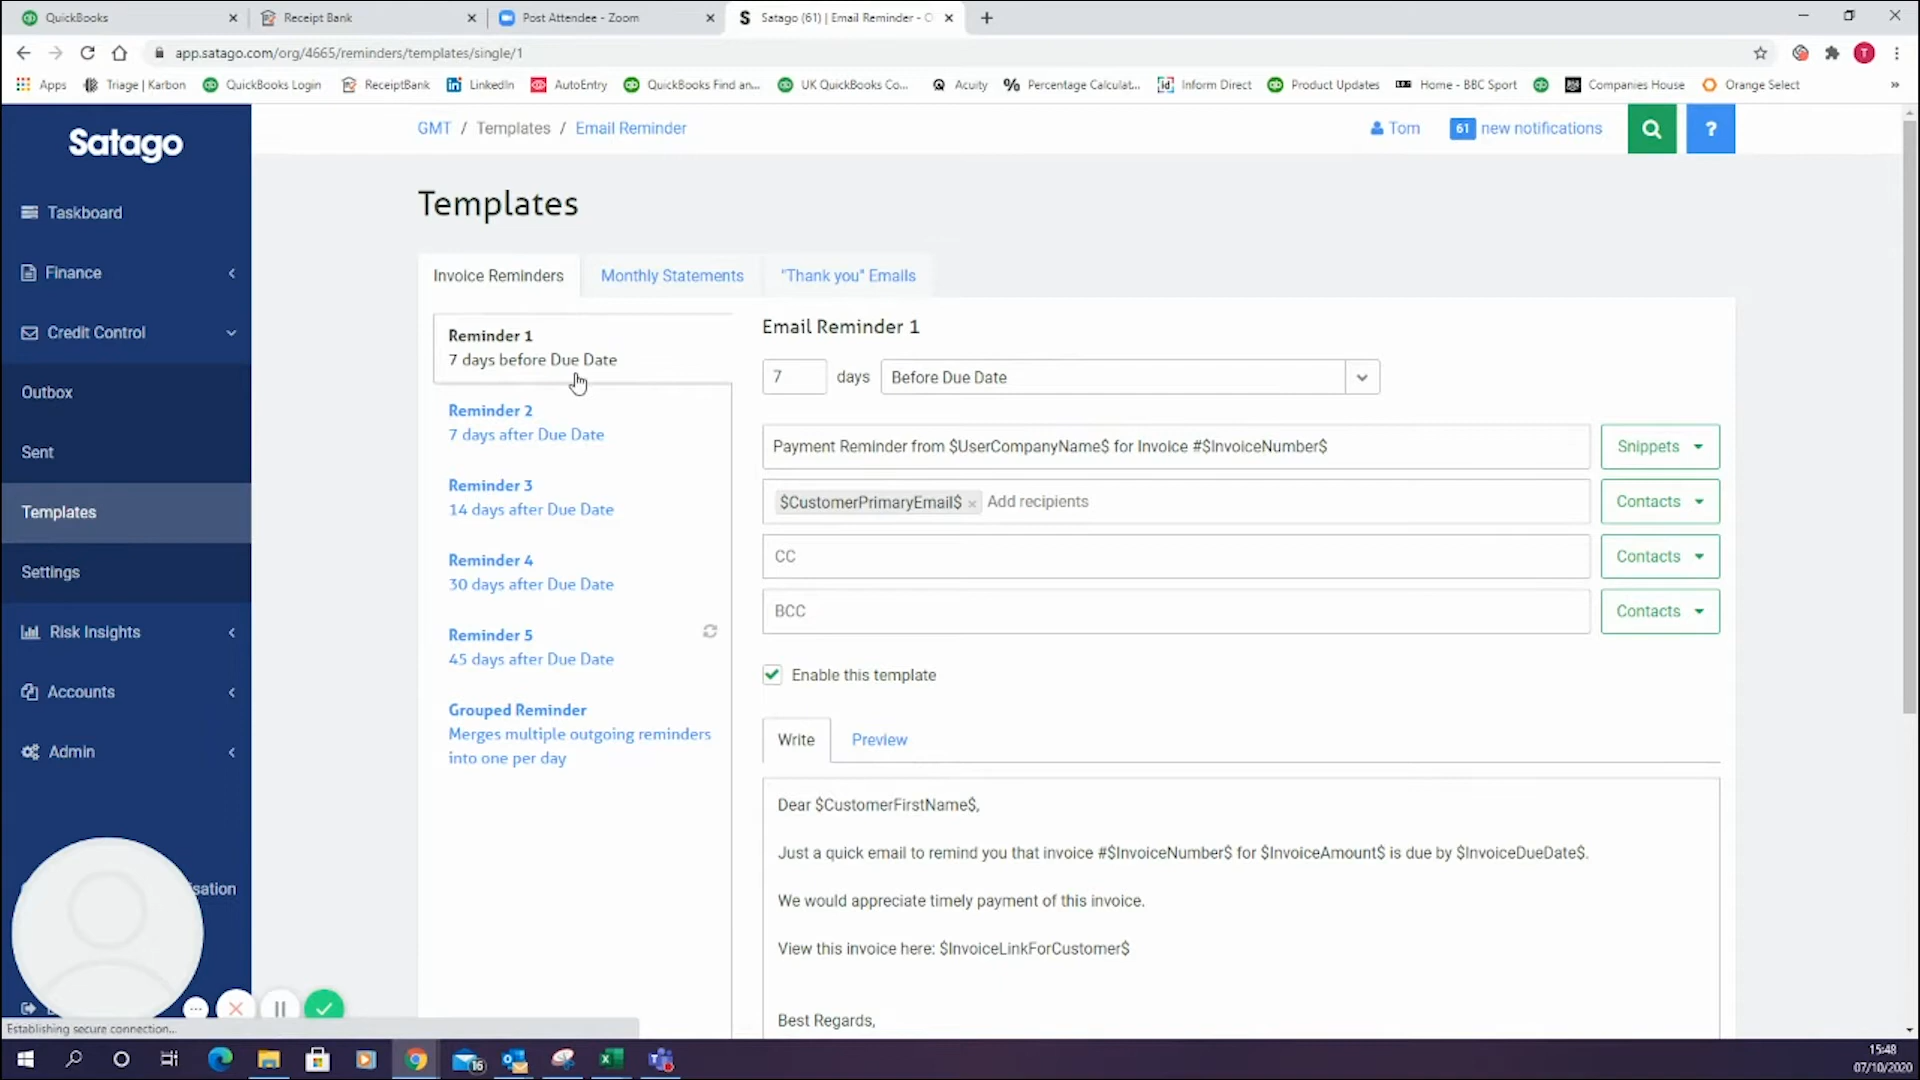 QuickBooks
Receipt Bank
Post Attendee - Zoom
Satago (61) | Email Reminder -
app.satago.com/org/4665/reminders/templates/single/1
T
Apps
Triage | Karbon
QuickBooks Login
ReceiptBank
LinkedIn
AutoEntry
QuickBooks Find an...
UK QuickBooks Co...
Acuity
Percentage Calculat...
Inform Direct
Product Updates
Home - BBC Sport
Companies House
Orange Select
Satago
GMT / Templates / Email Reminder
Tom
61 new notifications
?
Taskboard
Finance
Credit Control
Outbox
Sent
Templates
Settings
Risk Insights
Accounts
Admin
isation
Templates
Invoice Reminders
Monthly Statements
"Thank you" Emails
Reminder 1
7 days before Due Date
Reminder 2
7 days after Due Date
Reminder 3
14 days after Due Date
Reminder 4
30 days after Due Date
Reminder 5
45 days after Due Date
Grouped Reminder
Merges multiple outgoing reminders
into one per day
Email Reminder 1
7 days Before Due Date
Payment Reminder from $UserCompanyName$ for Invoice #$InvoiceNumber$
Snippets
$CustomerPrimaryEmail$ × Add recipients
Contacts
CC
Contacts
BCC
Contacts
Enable this template
Write
Preview
Dear $CustomerFirstName$,
Just a quick email to remind you that invoice #$InvoiceNumber$ for $InvoiceAmount$ is due by $InvoiceDueDate$.
We would appreciate timely payment of this invoice.
View this invoice here: $InvoiceLinkForCustomer$
Best Regards,
Establishing secure connection...
16
15:48
07/10/2020